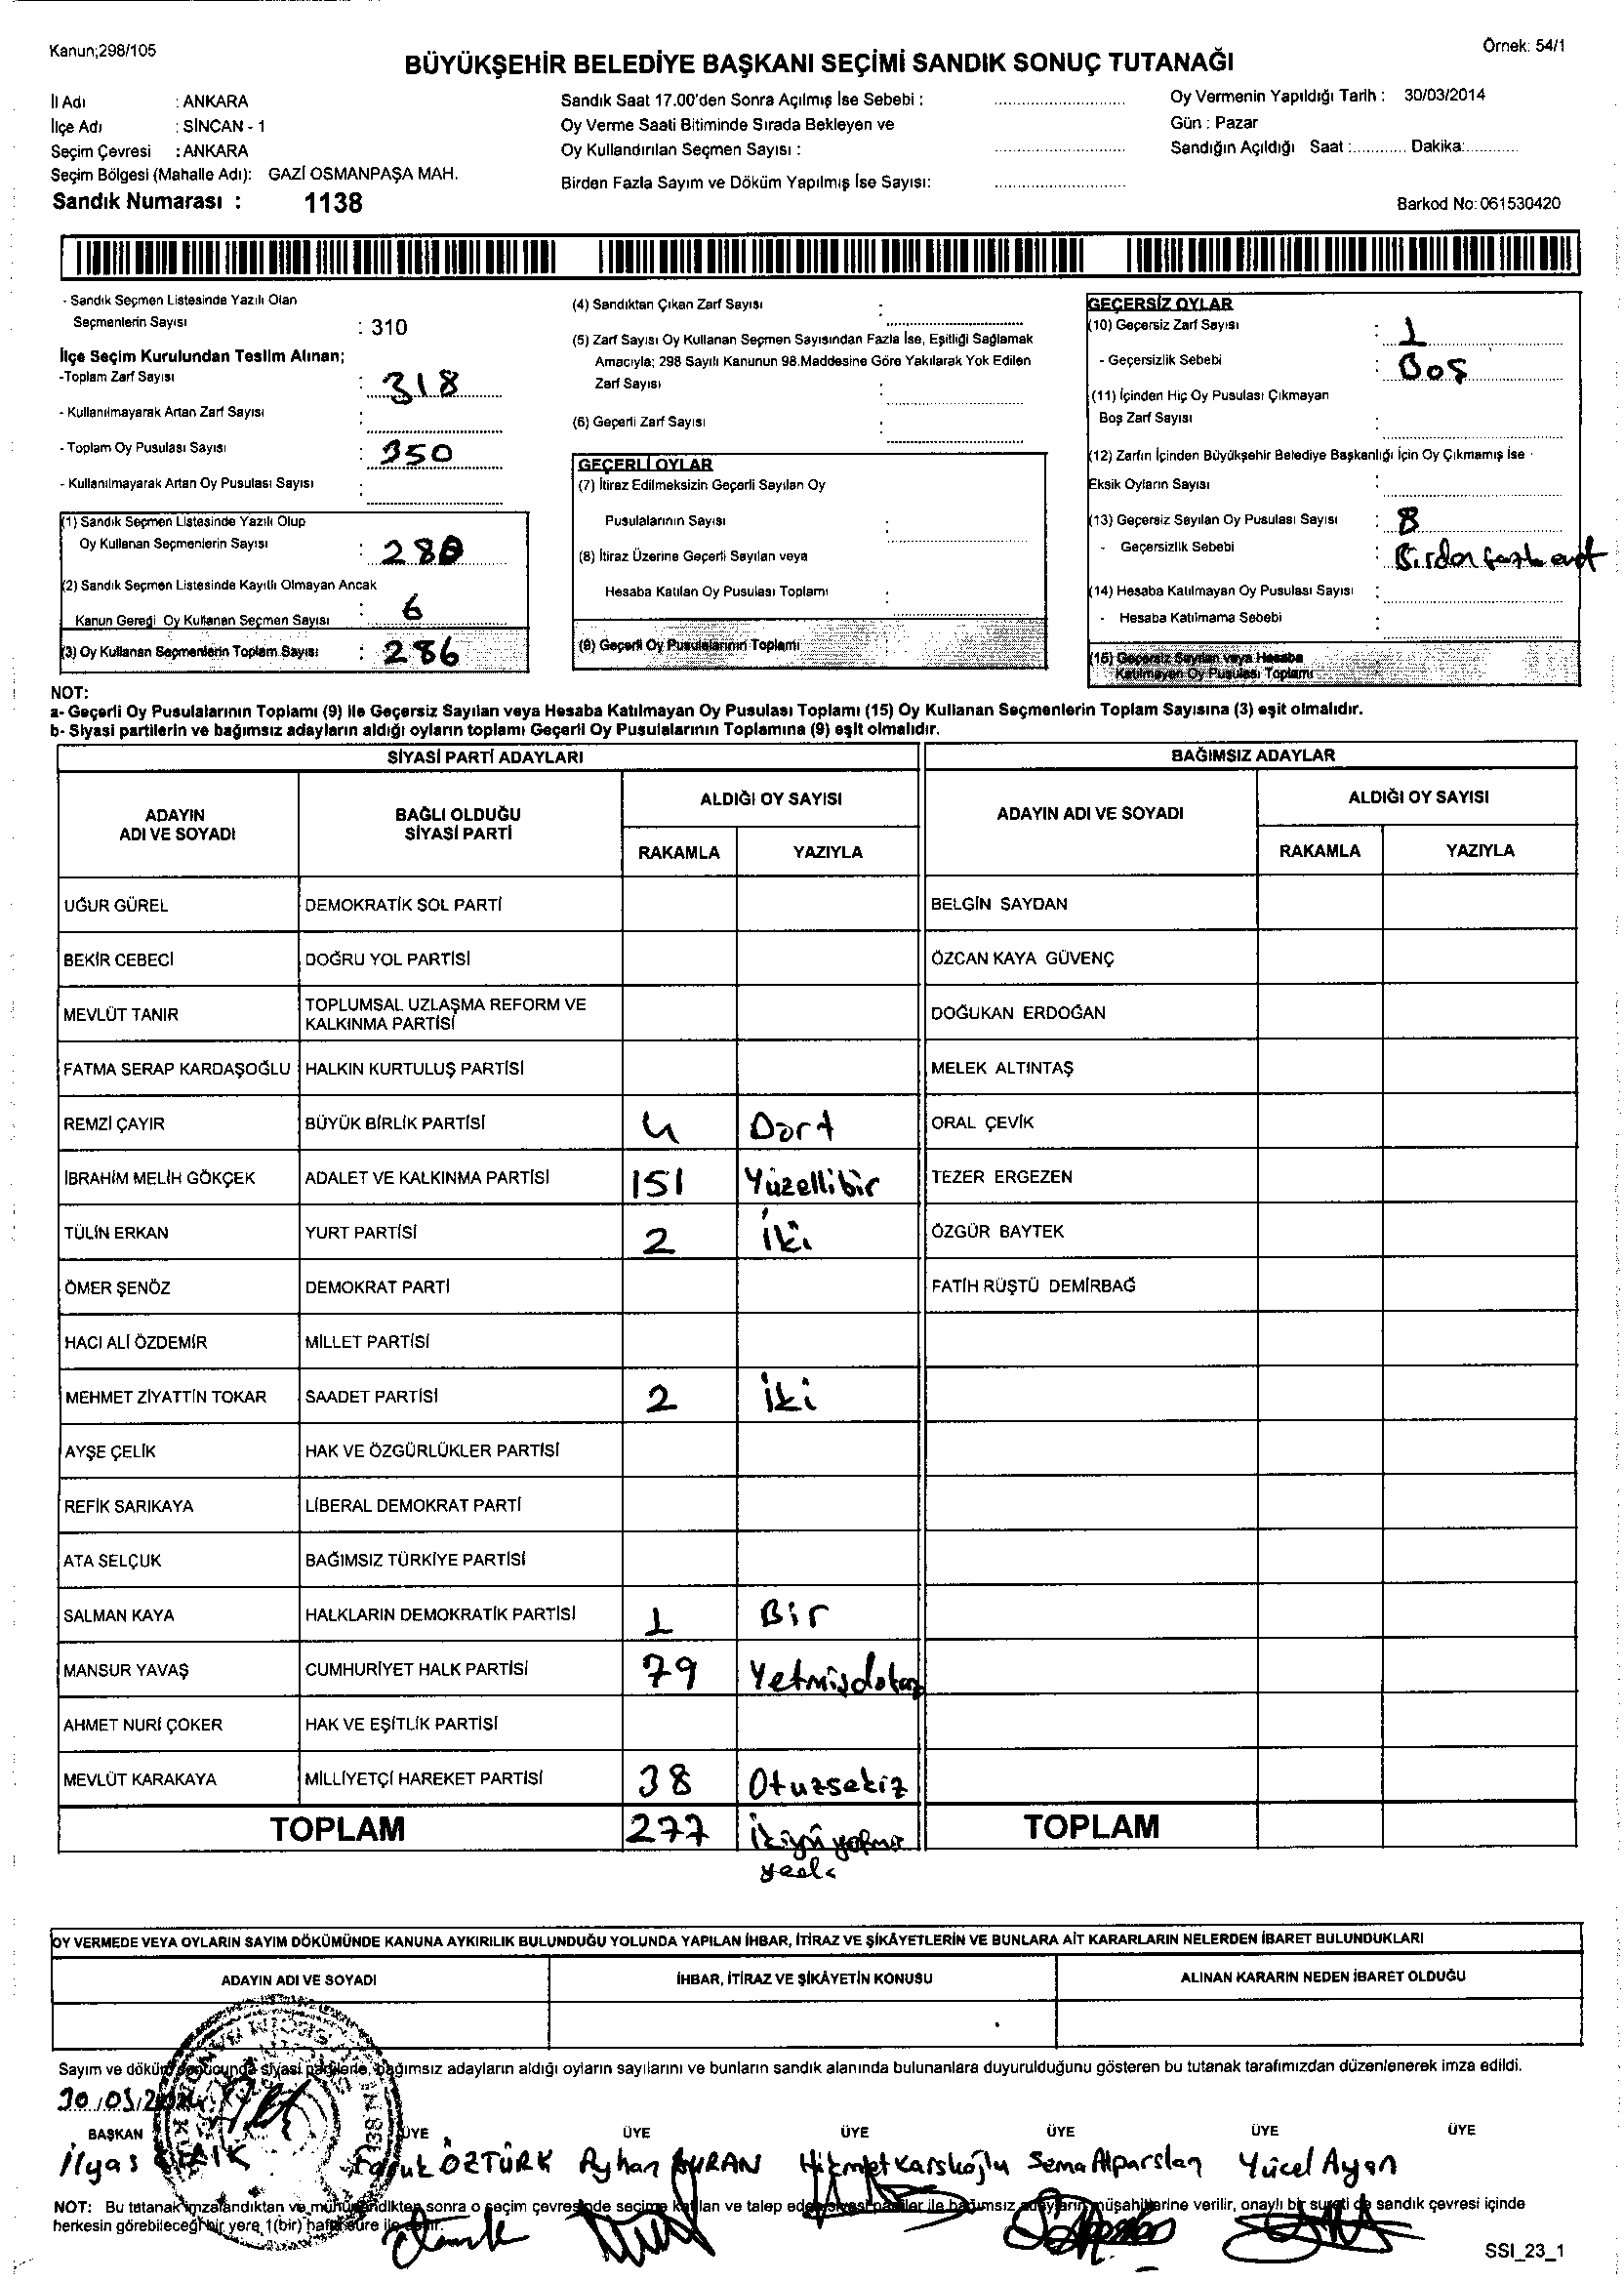 Kanun;298/105
Örnek: 54/1
BÜYÜKŞEHİR BELEDİYE BAŞKANI SEÇİMİ SANDIK SONUÇ TUTANAĞI
İl Adı : ANKARA
İlçe Adı : SİNCAN - 1
Seçim Çevresi : ANKARA
Seçim Bölgesi (Mahalle Adı): GAZİ OSMANPAŞA MAH.
Sandık Numarası : 1138
Sandık Saat 17.00'den Sonra Açılmış İse Sebebi :
Oy Verme Saati Bitiminde Sırada Bekleyen ve
Oy Kullandırılan Seçmen Sayısı :
Birden Fazla Sayım ve Döküm Yapılmış İse Sayısı:
Oy Vermenin Yapıldığı Tarih : 30/03/2014
Gün : Pazar
Sandığın Açıldığı Saat :............ Dakika:............
Barkod No: 061530420
- Sandık Seçmen Listesinde Yazılı Olan
Seçmenlerin Sayısı : 310
İlçe Seçim Kurulundan Teslim Alınan;
-Toplam Zarf Sayısı : 318
- Kullanılmayarak Artan Zarf Sayısı :
- Toplam Oy Pusulası Sayısı : 350
- Kullanılmayarak Artan Oy Pusulası Sayısı :
(1) Sandık Seçmen Listesinde Yazılı Olup
Oy Kullanan Seçmenlerin Sayısı : 280
(2) Sandık Seçmen Listesinde Kayıtlı Olmayan Ancak
Kanun Gereği Oy Kullanan Seçmen Sayısı : 6
(3) Oy Kullanan Seçmenlerin Toplam Sayısı : 286
(4) Sandıktan Çıkan Zarf Sayısı :
(5) Zarf Sayısı Oy Kullanan Seçmen Sayısından Fazla İse, Eşitliği Sağlamak
Amacıyla; 298 Sayılı Kanunun 98.Maddesine Göre Yakılarak Yok Edilen
Zarf Sayısı :
(6) Geçerli Zarf Sayısı :
GEÇERLİ OYLAR
(7) İtiraz Edilmeksizin Geçerli Sayılan Oy
Pusulalarının Sayısı :
(8) İtiraz Üzerine Geçerli Sayılan veya
Hesaba Katılan Oy Pusulası Toplamı :
(9) Geçerli Oy Pusulalarının Toplamı
GEÇERSİZ OYLAR
(10) Geçersiz Zarf Sayısı : 1
- Geçersizlik Sebebi : Boş
(11) İçinden Hiç Oy Pusulası Çıkmayan
Boş Zarf Sayısı :
(12) Zarfın İçinden Büyükşehir Belediye Başkanlığı İçin Oy Çıkmamış İse
Eksik Oyların Sayısı :
(13) Geçersiz Sayılan Oy Pusulası Sayısı : 8
- Geçersizlik Sebebi : Birden fazla evet
(14) Hesaba Katılmayan Oy Pusulası Sayısı :
- Hesaba Katılmama Sebebi :
(15) Geçersiz Sayılan veya Hesaba
Katılmayan Oy Pusulası Toplamı
NOT:
a- Geçerli Oy Pusulalarının Toplamı (9) ile Geçersiz Sayılan veya Hesaba Katılmayan Oy Pusulası Toplamı (15) Oy Kullanan Seçmenlerin Toplam Sayısına (3) eşit olmalıdır.
b- Siyasi partilerin ve bağımsız adayların aldığı oyların toplamı Geçerli Oy Pusulalarının Toplamına (9) eşit olmalıdır.
SİYASİ PARTİ ADAYLARI
BAĞIMSIZ ADAYLAR
ADAYIN
ADI VE SOYADI
BAĞLI OLDUĞU
SİYASİ PARTİ
ALDIĞI OY SAYISI
RAKAMLA YAZIYLA
ADAYIN ADI VE SOYADI
ALDIĞI OY SAYISI
RAKAMLA YAZIYLA
UĞUR GÜREL DEMOKRATİK SOL PARTİ BELGİN SAYDAN
BEKİR CEBECİ DOĞRU YOL PARTİSİ ÖZCAN KAYA GÜVENÇ
MEVLÜT TANIR TOPLUMSAL UZLAŞMA REFORM VE
KALKINMA PARTİSİ DOĞUKAN ERDOĞAN
FATMA SERAP KARDAŞOĞLU HALKIN KURTULUŞ PARTİSİ MELEK ALTINTAŞ
REMZİ ÇAYIR BÜYÜK BİRLİK PARTİSİ 4 Dört ORAL ÇEVİK
İBRAHİM MELİH GÖKÇEK ADALET VE KALKINMA PARTİSİ 151 Yüzellibir TEZER ERGEZEN
TÜLİN ERKAN YURT PARTİSİ 2 İki ÖZGÜR BAYTEK
ÖMER ŞENÖZ DEMOKRAT PARTİ FATİH RÜŞTÜ DEMİRBAĞ
HACI ALİ ÖZDEMİR MİLLET PARTİSİ
MEHMET ZİYATTİN TOKAR SAADET PARTİSİ 2 İki
AYŞE ÇELİK HAK VE ÖZGÜRLÜKLER PARTİSİ
REFİK SARIKAYA LİBERAL DEMOKRAT PARTİ
ATA SELÇUK BAĞIMSIZ TÜRKİYE PARTİSİ
SALMAN KAYA HALKLARIN DEMOKRATİK PARTİSİ 1 Bir
MANSUR YAVAŞ CUMHURİYET HALK PARTİSİ 79 Yetmişdokuz
AHMET NURİ ÇOKER HAK VE EŞİTLİK PARTİSİ
MEVLÜT KARAKAYA MİLLİYETÇİ HAREKET PARTİSİ 38 Otuzsekiz
TOPLAM 277 TOPLAM
OY VERMEDE VEYA OYLARIN SAYIM DÖKÜMÜNDE KANUNA AYKIRILIK BULUNDUĞU YOLUNDA YAPILAN İHBAR, İTİRAZ VE ŞİKÂYETLERİN VE BUNLARA AİT KARARLARIN NELERDEN İBARET BULUNDUKLARI
ADAYIN ADI VE SOYADI İHBAR, İTİRAZ VE ŞİKÂYETİN KONUSU ALINAN KARARIN NEDEN İBARET OLDUĞU
Sayım ve döküm sonucunda siyasi partilerle, bağımsız adayların aldığı oyların sayılarını ve bunların sandık alanında bulunanlara duyurulduğunu gösteren bu tutanak tarafımızdan düzenlenerek imza edildi.
30/03/2014
BAŞKAN ÜYE ÜYE ÜYE ÜYE ÜYE ÜYE
İlyas Faruk ÖZTÜRK Ayhan Hikmet Karslıoğlu Sema Alparslan Yücel Aygn
NOT: Bu tutanak imzalandıktan ve mühürlendikten sonra o seçim çevresinde seçime katılan ve talep eden siyasi partiler ile bağımsız adayların müşahitlerine verilir, onaylı bir sureti de sandık çevresi içinde
herkesin görebileceği bir yere 1(bir) hafta süre ile asılır.
SSI_23_1